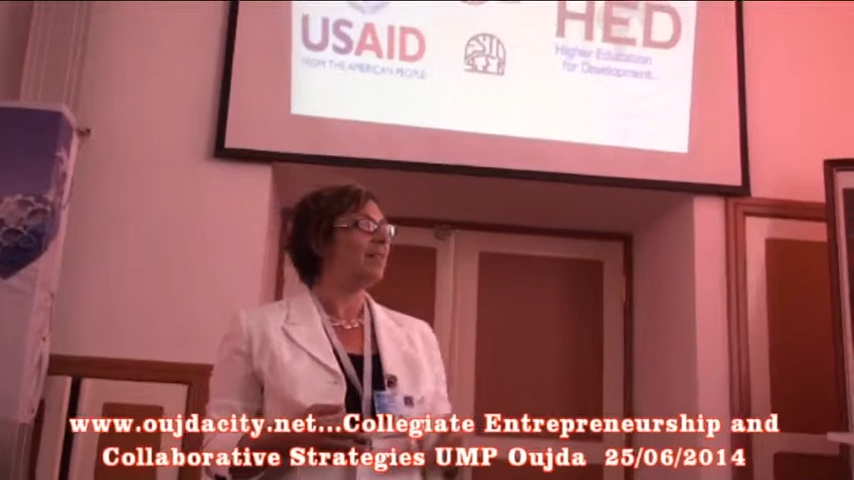 USAID
FROM THE AMERICAN PEOPLE
HED
Higher Education
for Development
www.oujdacity.net...Collegiate Entrepreneurship and
Collaborative Strategies UMP Oujda 25/06/2014